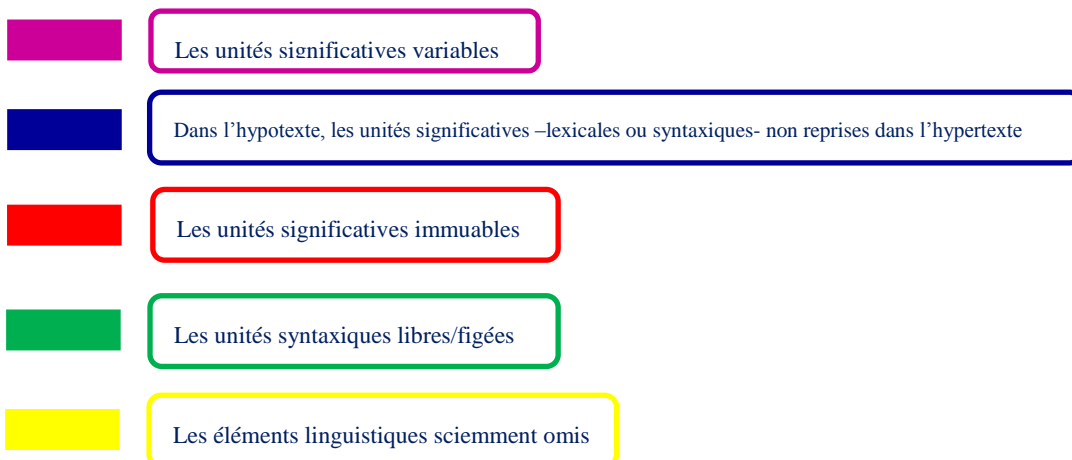 Les unités significatives variables
Dans l’hypotexte, les unités significatives –lexicales ou syntaxiques- non reprises dans l’hypertexte
Les unités significatives immuables
Les unités syntaxiques libres/figées
Les éléments linguistiques sciemment omis